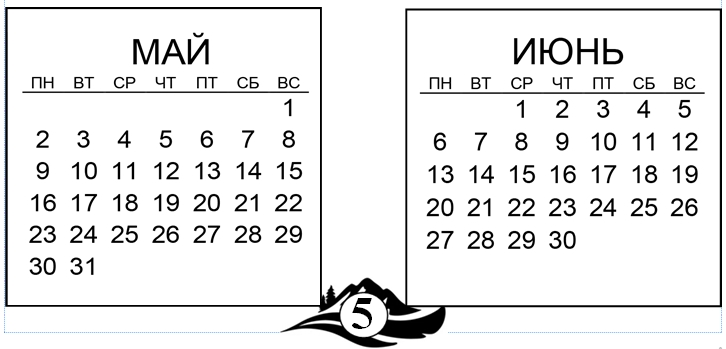 МАЙ
ПН ВТ СР ЧТ ПТ СБ ВС
1
2 3 4 5 6 7 8
9 10 11 12 13 14 15
16 17 18 19 20 21 22
23 24 25 26 27 28 29
30 31
ИЮНЬ
ПН ВТ СР ЧТ ПТ СБ ВС
1 2 3 4 5
6 7 8 9 10 11 12
13 14 15 16 17 18 19
20 21 22 23 24 25 26
27 28 29 30
5